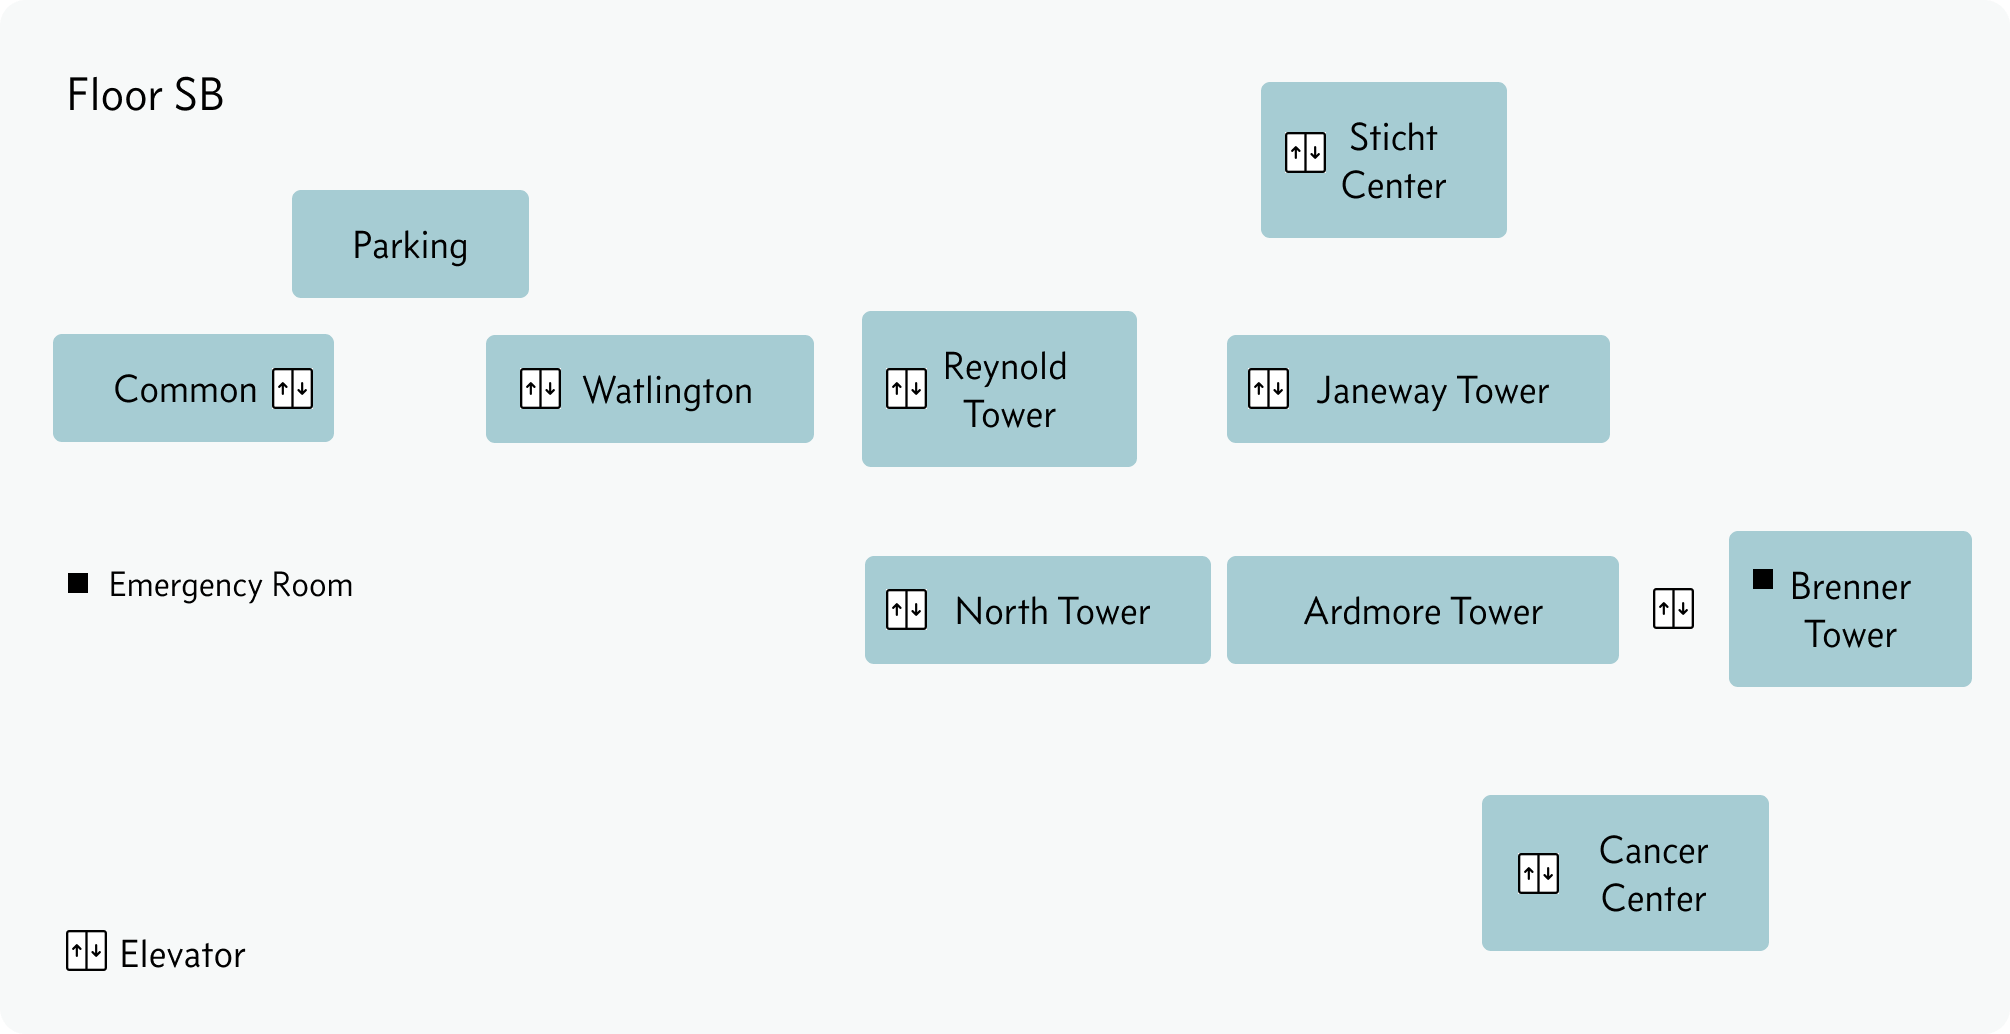 Floor SB
Sticht
Center
Parking
Common
Watlington
Reynold
Tower
Janeway Tower
Emergency Room
North Tower
Ardmore Tower
Brenner
Tower
Cancer
Center
Elevator